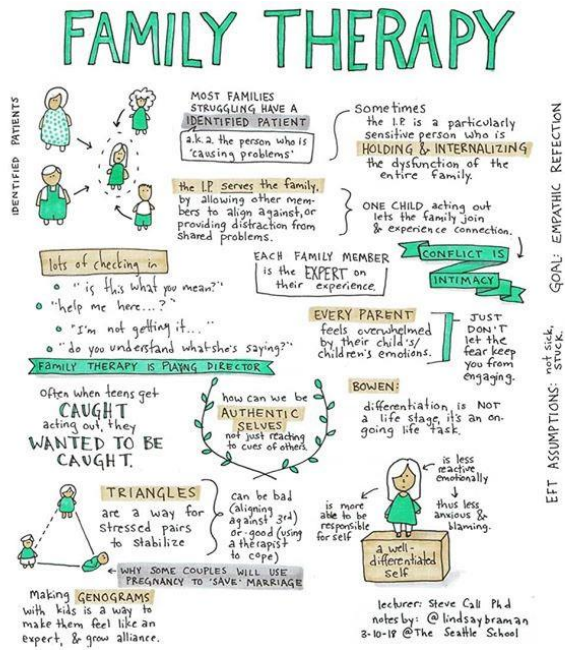 FAMILY THERAPY
IDENTIFIED PATIENTS
MOST FAMILIES
STRUGGLING HAVE A
IDENTIFIED PATIENT
a.k.a. the person who is
'causing problems'
Sometimes
the I.P. is a particularly
sensitive person who is
HOLDING & INTERNALIZING
the dysfunction of the
entire family.
the I.P. serves the family,
by allowing other mem-
bers to align against, or
providing distraction from
shared problems.
ONE CHILD acting out
lets the family join
& experience connection.
CONFLICT IS
INTIMACY
GOAL: EMPATHIC REFECTION
EFT ASSUMPTIONS: not sick,
stuck.
lots of checking in
"is this what you mean?"
"help me here...?"
"I'm not getting it..."
"do you understand what she's saying?"
EACH FAMILY MEMBER
is the EXPERT on
their experience.
EVERY PARENT
feels overwhelmed
by their child's/
children's emotions.
JUST
DON'T
let the
fear keep
you from
engaging.
FAMILY THERAPY IS PLAYNG DIRECTOR
Often when teens get
CAUGHT
acting out, they
WANTED TO BE
CAUGHT.
how can we be
AUTHENTIC
SELVES
not just reacting
to cues of others
BOWEN:
differentiation is NOT
a life stage, it's an on-
going life task.
is less
reactive
emotionally
thus less
anxious &
blaming.
is more
able to be
responsible
for self
a well-
differentiated
self
TRIANGLES
are a way for
stressed pairs
to stabilize
can be bad
(aligning
against 3rd)
or good (using
a therapist
to cope)
WHY SOME COUPLES WILL USE
PREGNANCY TO 'SAVE' MARRIAGE
Making GENOGRAMS
with kids is a way to
make them feel like an
expert, & grow alliance.
lecturer: Steve Call PhD
notes by: @lindsaybraman
3-10-18 @The Seattle School